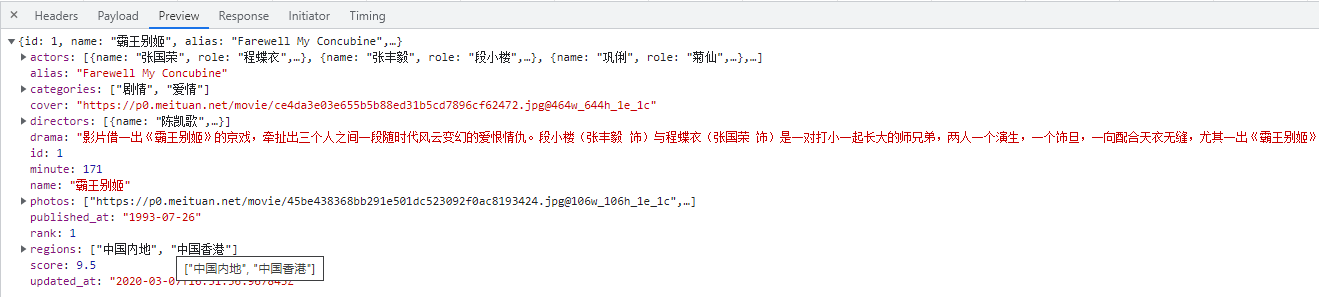 × Headers Payload Preview Response Initiator Timing
▼{id: 1, name: "霸王别姬", alias: "Farewell My Concubine",…}
▶actors: [{name: "张国荣", role: "程蝶衣",…}, {name: "张丰毅", role: "段小楼",…}, {name: "巩俐", role: "菊仙",…},…]
alias: "Farewell My Concubine"
▶categories: ["剧情", "爱情"]
cover: "https://p0.meituan.net/movie/ce4da3e03e655b5b88ed31b5cd7896cf62472.jpg@464w_644h_1e_1c"
▶directors: [{name: "陈凯歌",…}]
drama: "影片借一出《霸王别姬》的京戏，牵扯出三个人之间一段随时代风云变幻的爱恨情仇。段小楼（张丰毅 饰）与程蝶衣（张国荣 饰）是一对打小一起长大的师兄弟，两人一个演生，一个饰旦，一向配合天衣无缝，尤其一出《霸王别姬》
id: 1
minute: 171
name: "霸王别姬"
▶photos: ["https://p0.meituan.net/movie/45be438368bb291e501dc523092f0ac8193424.jpg@106w_106h_1e_1c",…]
published_at: "1993-07-26"
rank: 1
▶regions: ["中国内地", "中国香港"]
score: 9.5
["中国内地", "中国香港"]
updated_at: "2020-03-07